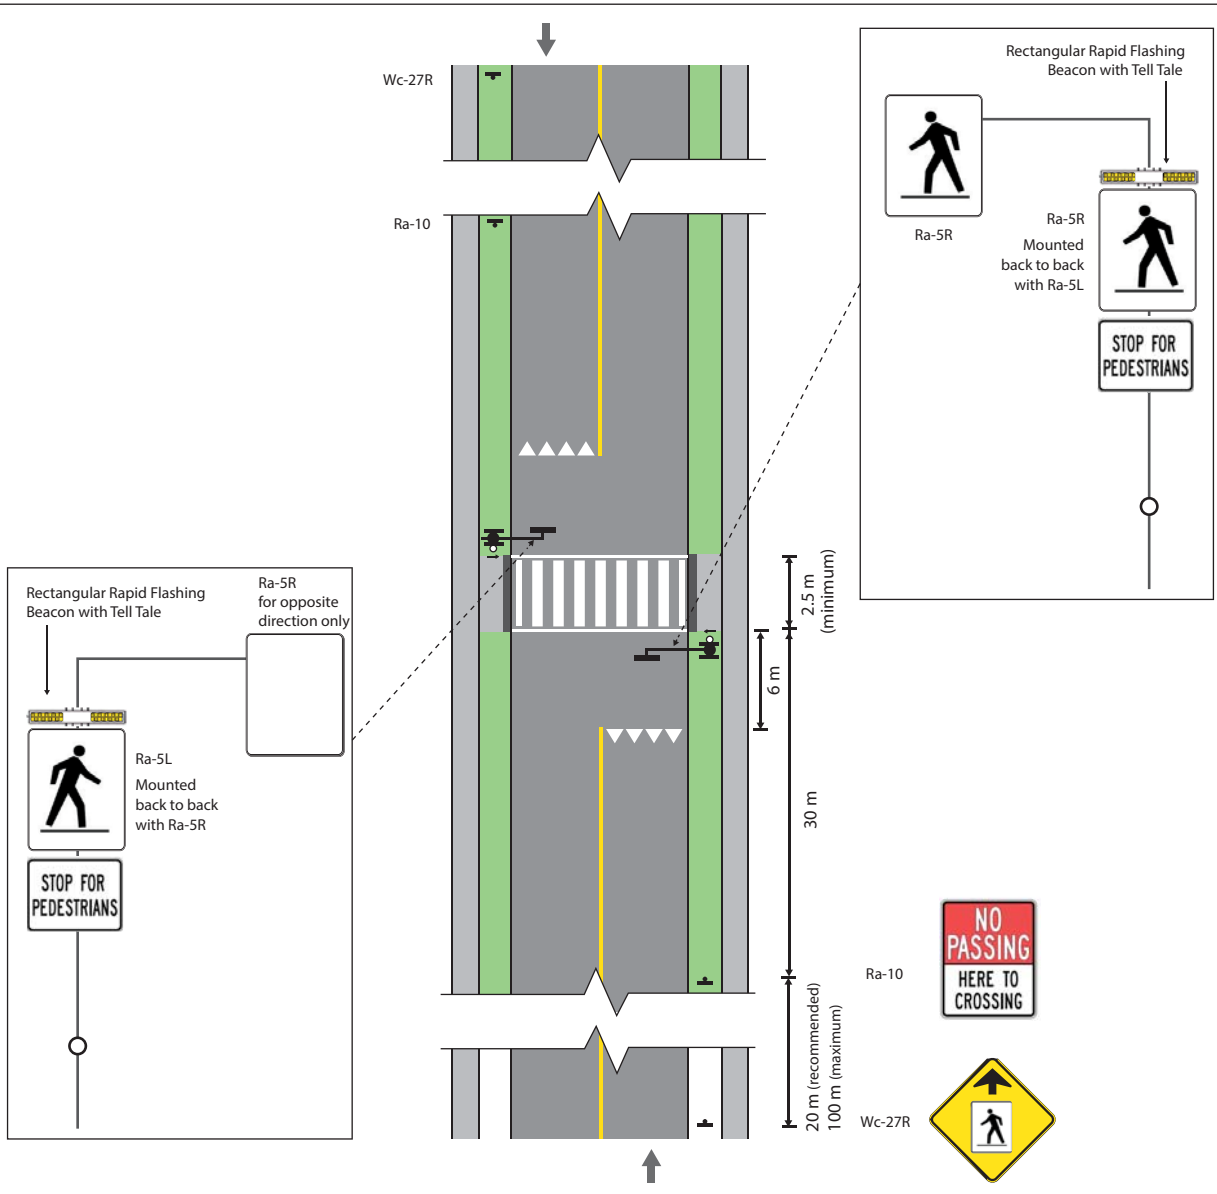 Wc-27R
Ra-10
Rectangular Rapid Flashing
Beacon with Tell Tale
Ra-5R
Ra-5R
Mounted
back to back
with Ra-5L
STOP FOR
PEDESTRIANS
Rectangular Rapid Flashing
Beacon with Tell Tale
Ra-5R
for opposite
direction only
Ra-5L
Mounted
back to back
with Ra-5R
STOP FOR
PEDESTRIANS
2.5 m
(minimum)
6 m
30 m
20 m (recommended)
100 m (maximum)
Ra-10
NO
PASSING
HERE TO
CROSSING
Wc-27R